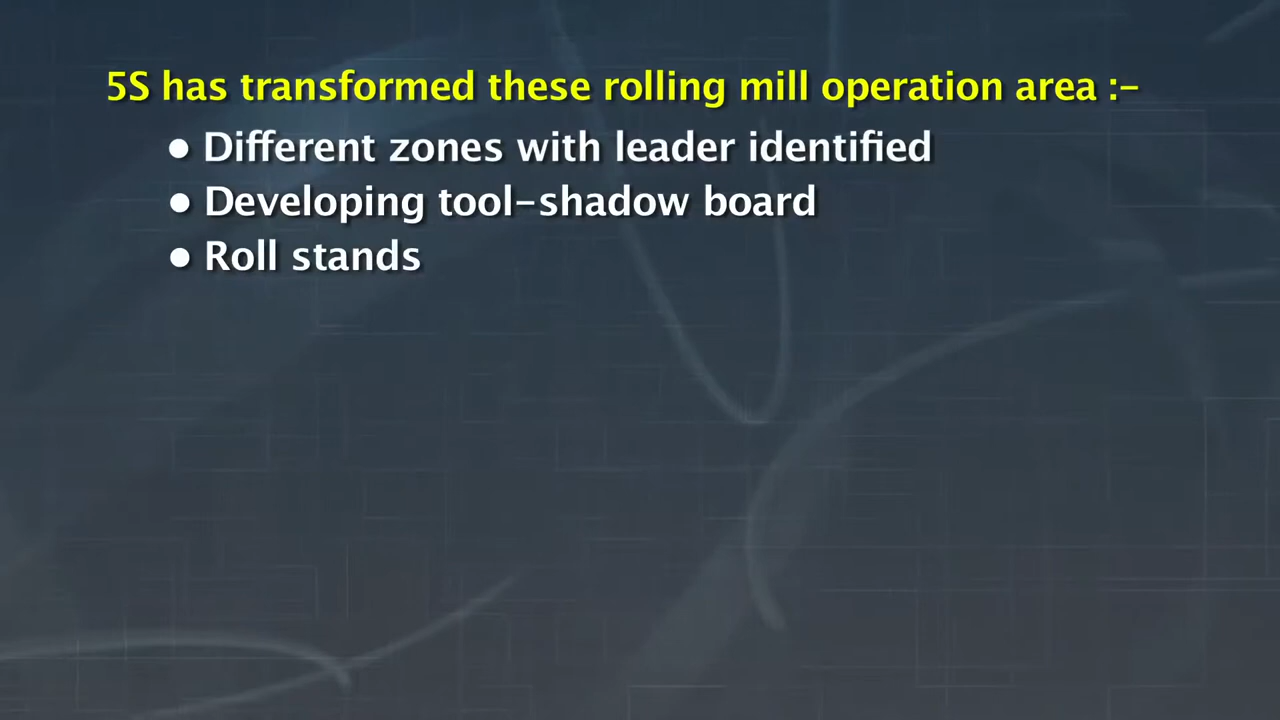 5S has transformed these rolling mill operation area :-
● Different zones with leader identified
● Developing tool-shadow board
● Roll stands